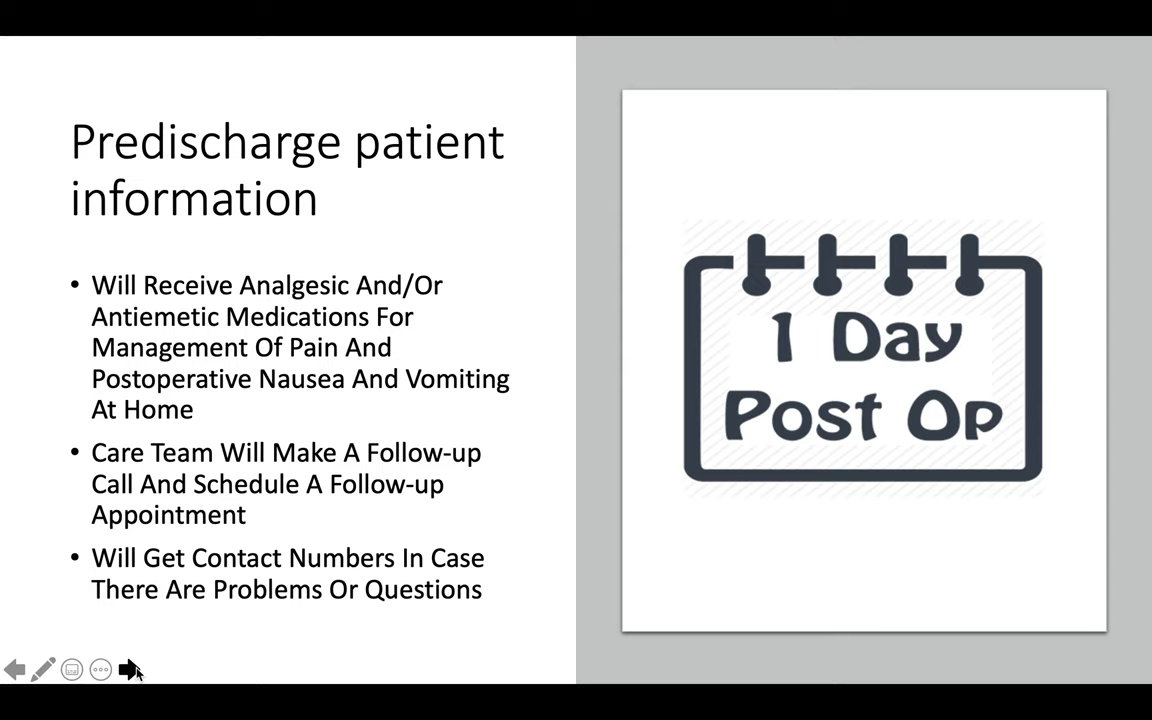 Predischarge patient
information
• Will Receive Analgesic And/Or
Antiemetic Medications For
Management Of Pain And
Postoperative Nausea And Vomiting
At Home
• Care Team Will Make A Follow-up
Call And Schedule A Follow-up
Appointment
• Will Get Contact Numbers In Case
There Are Problems Or Questions
1 Day
Post Op